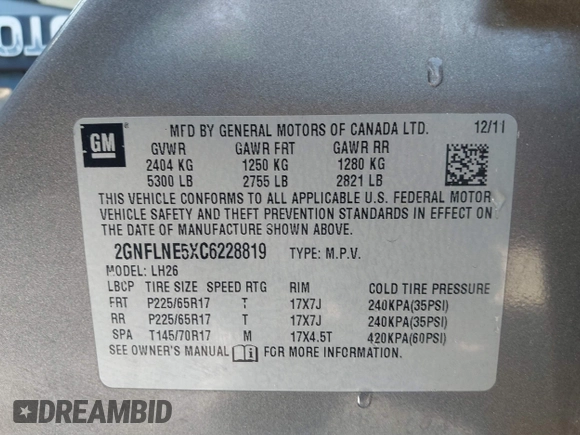 OTO
GM
MFD BY GENERAL MOTORS OF CANADA LTD. 12/11
GVWR GAWR FRT GAWR RR
2404 KG 1250 KG 1280 KG
5300 LB 2755 LB 2821 LB
THIS VEHICLE CONFORMS TO ALL APPLICABLE U.S. FEDERAL MOTOR
VEHICLE SAFETY AND THEFT PREVENTION STANDARDS IN EFFECT ON
THE DATE OF MANUFACTURE SHOWN ABOVE.
2GNFLNE5XC6228819 TYPE: M.P.V.
MODEL: LH26
LBCP TIRE SIZE SPEED RTG RIM COLD TIRE PRESSURE
FRT P225/65R17 T 17X7J 240KPA(35PSI)
RR P225/65R17 T 17X7J 240KPA(35PSI)
SPA T145/70R17 M 17X4.5T 420KPA(60PSI)
SEE OWNER'S MANUAL i FOR MORE INFORMATION.
DREAMBID